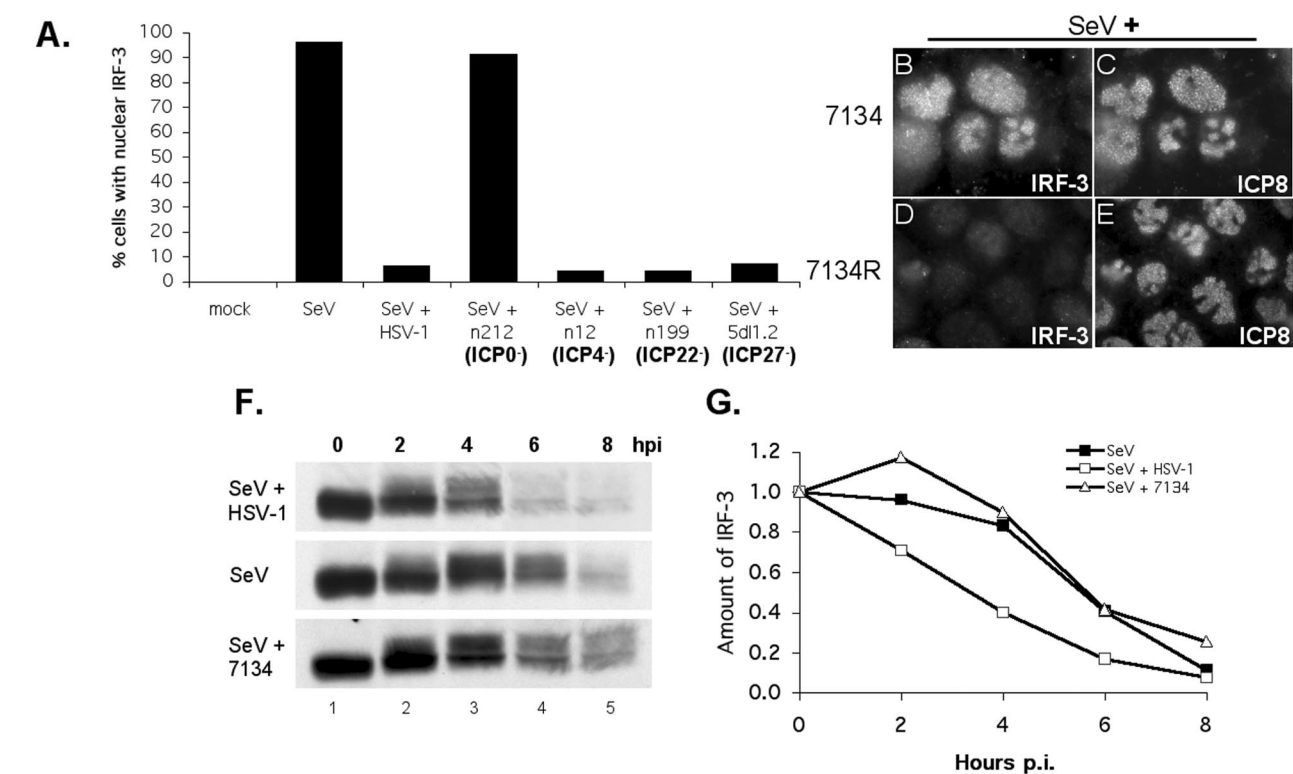 A.
% cells with nuclear IRF-3
100
90
80
70
60
50
40
30
20
10
0
mock
SeV
SeV +
HSV-1
SeV +
n212
(ICP0-)
SeV +
n12
(ICP4-)
SeV +
n199
(ICP22-)
SeV +
5dl1.2
(ICP27-)
SeV +
7134
B
IRF-3
C
ICP8
7134R
D
IRF-3
E
ICP8
F.
0 2 4 6 8 hpi
SeV +
HSV-1
SeV
SeV +
7134
1 2 3 4 5
G.
Amount of IRF-3
1.2
1.0
0.8
0.6
0.4
0.2
0.0
SeV
SeV + HSV-1
SeV + 7134
0 2 4 6 8
Hours p.i.